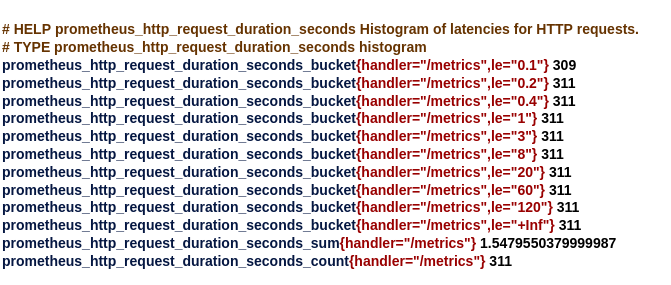 # HELP prometheus_http_request_duration_seconds Histogram of latencies for HTTP requests.
# TYPE prometheus_http_request_duration_seconds histogram
prometheus_http_request_duration_seconds_bucket{handler="/metrics",le="0.1"} 309
prometheus_http_request_duration_seconds_bucket{handler="/metrics",le="0.2"} 311
prometheus_http_request_duration_seconds_bucket{handler="/metrics",le="0.4"} 311
prometheus_http_request_duration_seconds_bucket{handler="/metrics",le="1"} 311
prometheus_http_request_duration_seconds_bucket{handler="/metrics",le="3"} 311
prometheus_http_request_duration_seconds_bucket{handler="/metrics",le="8"} 311
prometheus_http_request_duration_seconds_bucket{handler="/metrics",le="20"} 311
prometheus_http_request_duration_seconds_bucket{handler="/metrics",le="60"} 311
prometheus_http_request_duration_seconds_bucket{handler="/metrics",le="120"} 311
prometheus_http_request_duration_seconds_bucket{handler="/metrics",le="+Inf"} 311
prometheus_http_request_duration_seconds_sum{handler="/metrics"} 1.5479550379999987
prometheus_http_request_duration_seconds_count{handler="/metrics"} 311